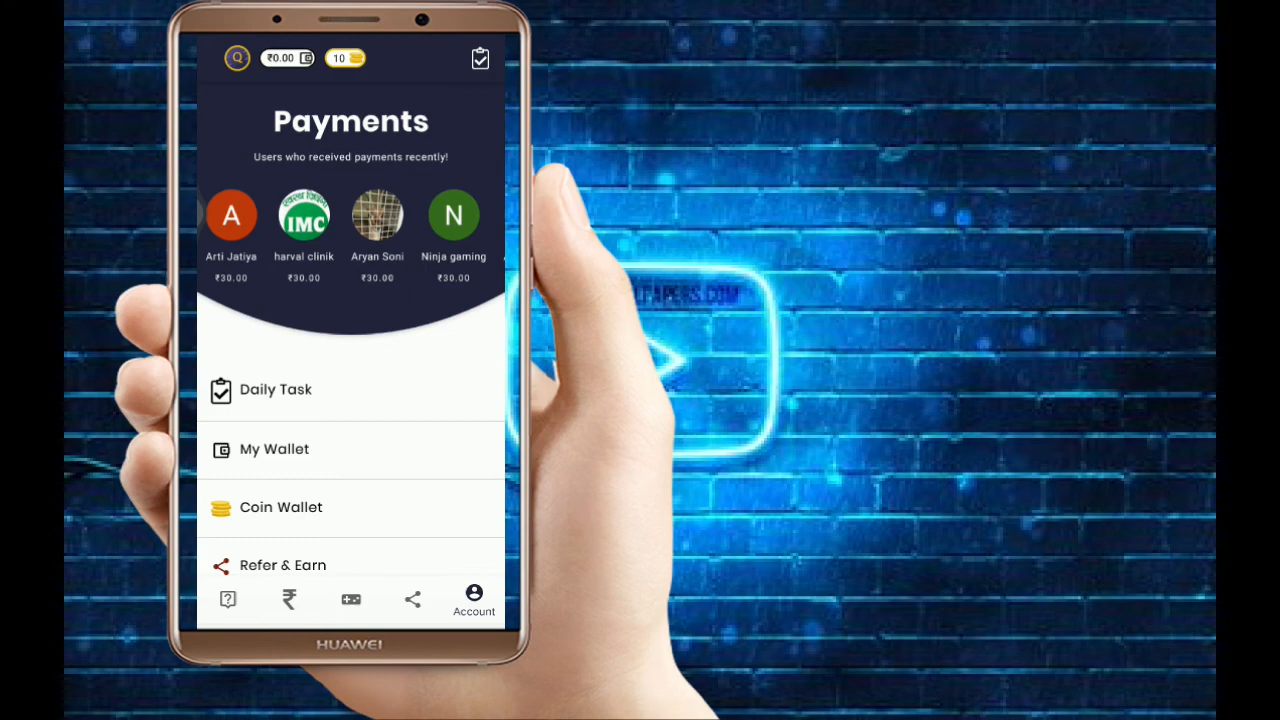 Q ₹0.00 10
Payments
Users who received payments recently!
A IMC N
Arti Jatiya harval clinik Aryan Soni Ninja gaming
₹30.00 ₹30.00 ₹30.00 ₹30.00
Daily Task
My Wallet
Coin Wallet
Refer & Earn
Account
HUAWEI